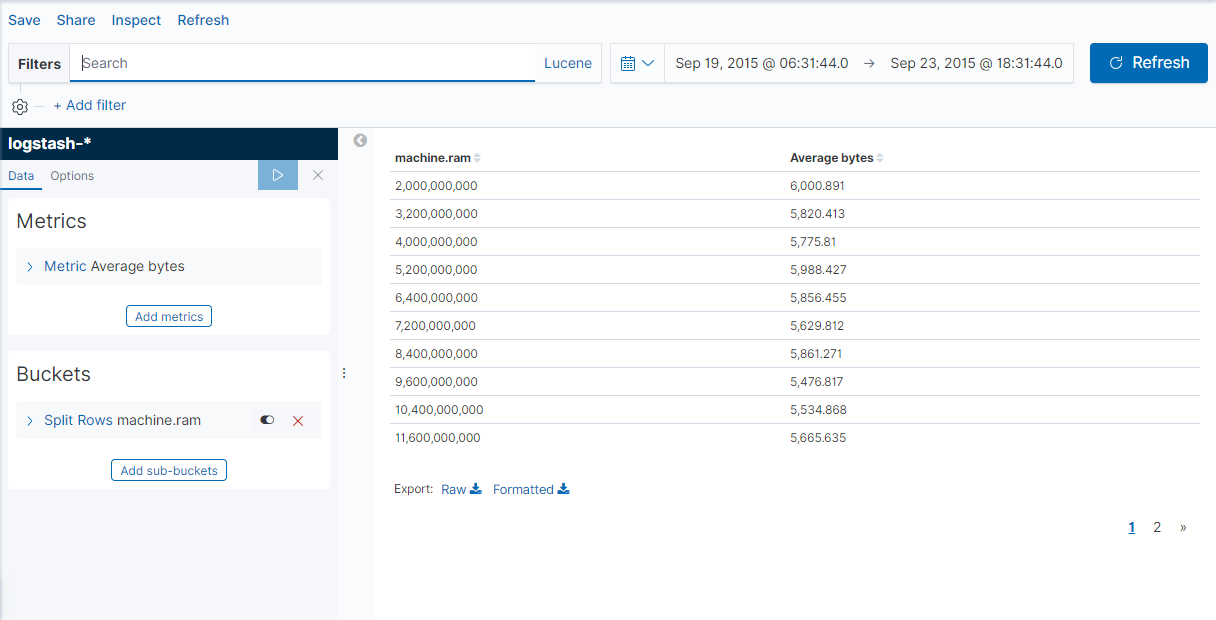 Save Share Inspect Refresh
Filters Search Lucene Sep 19, 2015 @ 06:31:44.0 → Sep 23, 2015 @ 18:31:44.0 Refresh
+ Add filter
logstash-*
Data Options
Metrics
Metric Average bytes
Add metrics
Buckets
Split Rows machine.ram
Add sub-buckets
machine.ram Average bytes
2,000,000,000 6,000.891
3,200,000,000 5,820.413
4,000,000,000 5,775.81
5,200,000,000 5,988.427
6,400,000,000 5,856.455
7,200,000,000 5,629.812
8,400,000,000 5,861.271
9,600,000,000 5,476.817
10,400,000,000 5,534.868
11,600,000,000 5,665.635
Export: Raw Formatted
1 2 »